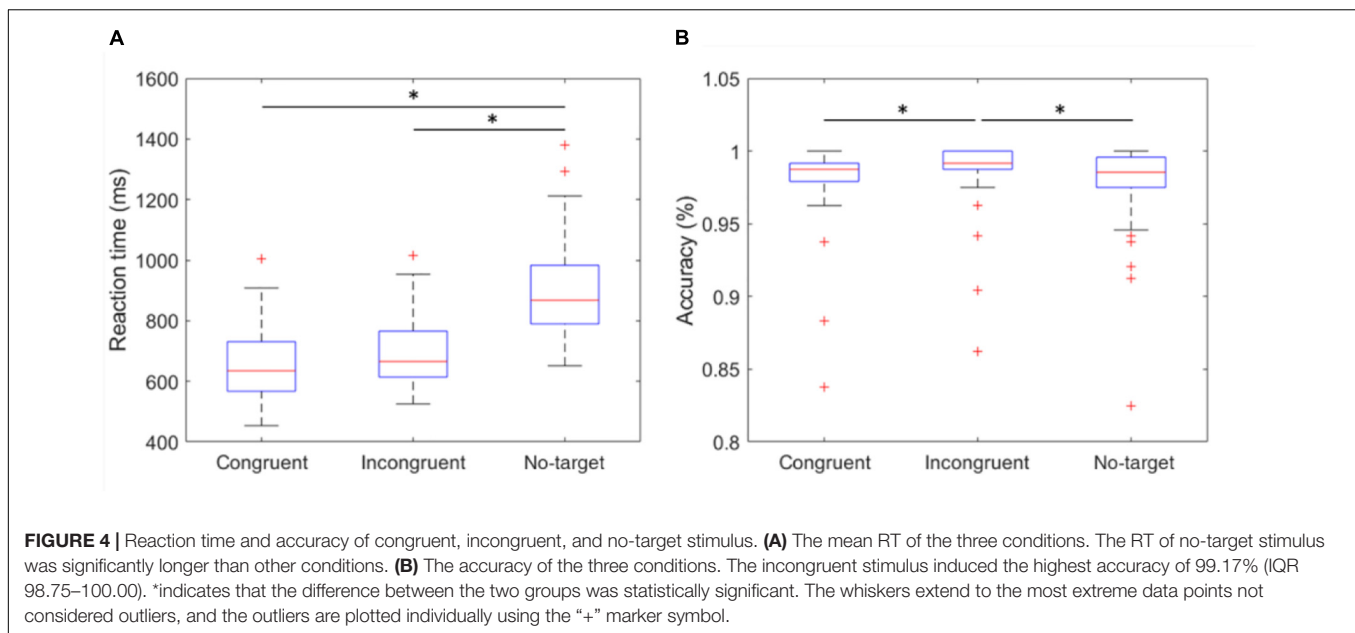 A
B
1600
1400
1200
1000
800
600
400
Reaction time (ms)
*
*
Congruent Incongruent No-target
1.05
1
0.95
0.9
0.85
0.8
Accuracy (%)
*
*
Congruent Incongruent No-target
FIGURE 4 | Reaction time and accuracy of congruent, incongruent, and no-target stimulus. (A) The mean RT of the three conditions. The RT of no-target stimulus
was significantly longer than other conditions. (B) The accuracy of the three conditions. The incongruent stimulus induced the highest accuracy of 99.17% (IQR
98.75–100.00). *indicates that the difference between the two groups was statistically significant. The whiskers extend to the most extreme data points not
considered outliers, and the outliers are plotted individually using the “+” marker symbol.